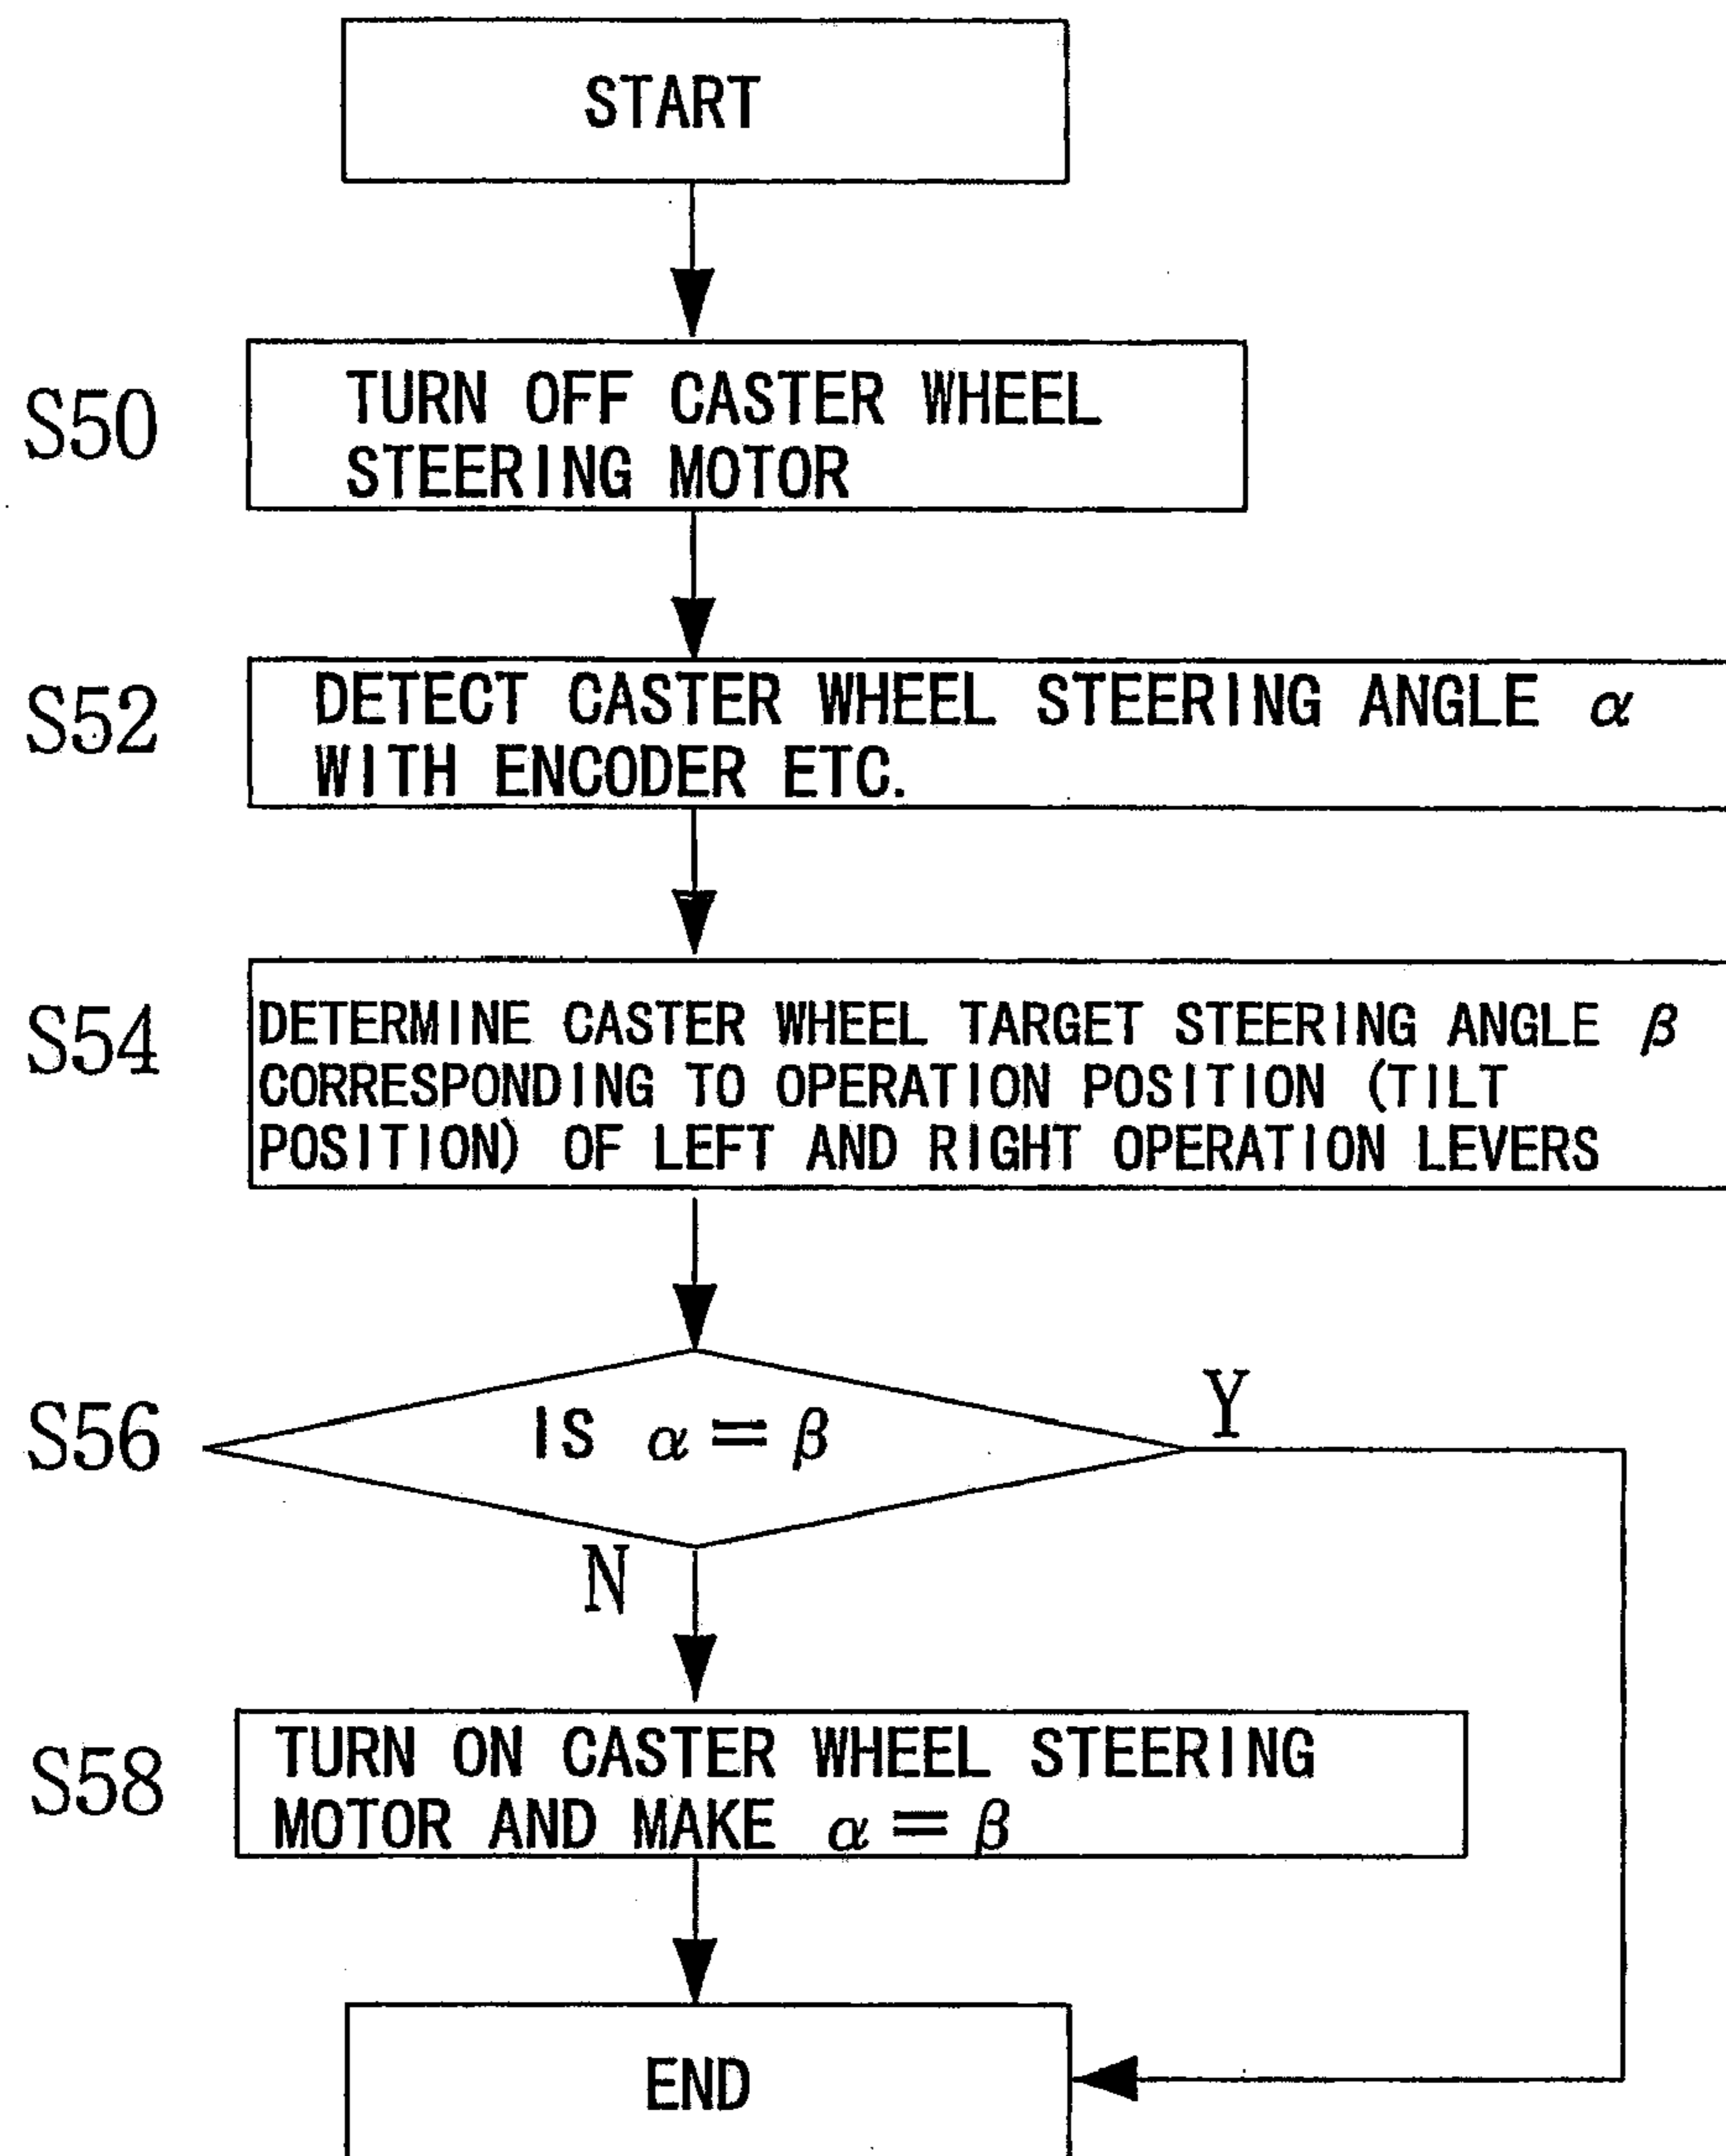 START
S50
TURN OFF CASTER WHEEL
STEERING MOTOR
S52
DETECT CASTER WHEEL STEERING ANGLE α
WITH ENCODER ETC.
S54
DETERMINE CASTER WHEEL TARGET STEERING ANGLE β
CORRESPONDING TO OPERATION POSITION (TILT
POSITION) OF LEFT AND RIGHT OPERATION LEVERS
S56
IS α = β
Y
N
S58
TURN ON CASTER WHEEL STEERING
MOTOR AND MAKE α = β
END